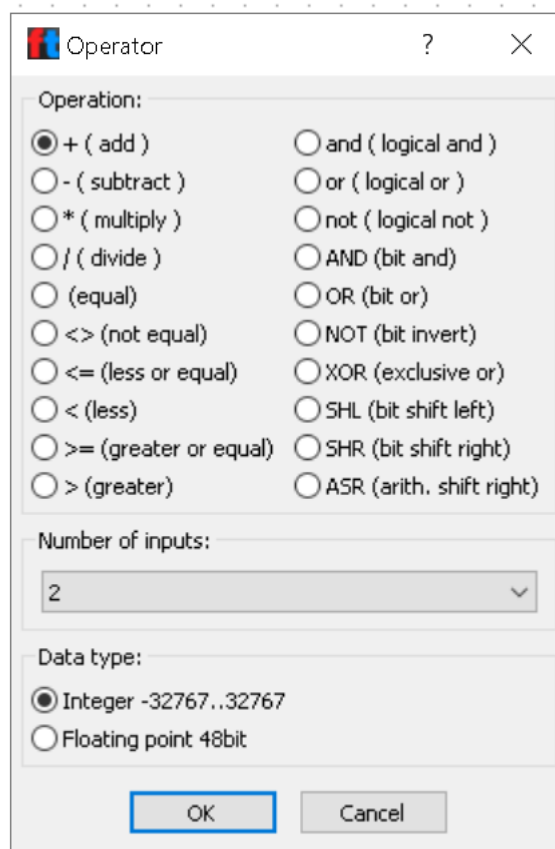 ft Operator ? ×
Operation:
+ ( add )
- ( subtract )
* ( multiply )
/ ( divide )
(equal)
<> (not equal)
<= (less or equal)
< (less)
>= (greater or equal)
> (greater)
and ( logical and )
or ( logical or )
not ( logical not )
AND (bit and)
OR (bit or)
NOT (bit invert)
XOR (exclusive or)
SHL (bit shift left)
SHR (bit shift right)
ASR (arith. shift right)
Number of inputs:
2
Data type:
Integer -32767..32767
Floating point 48bit
OK
Cancel